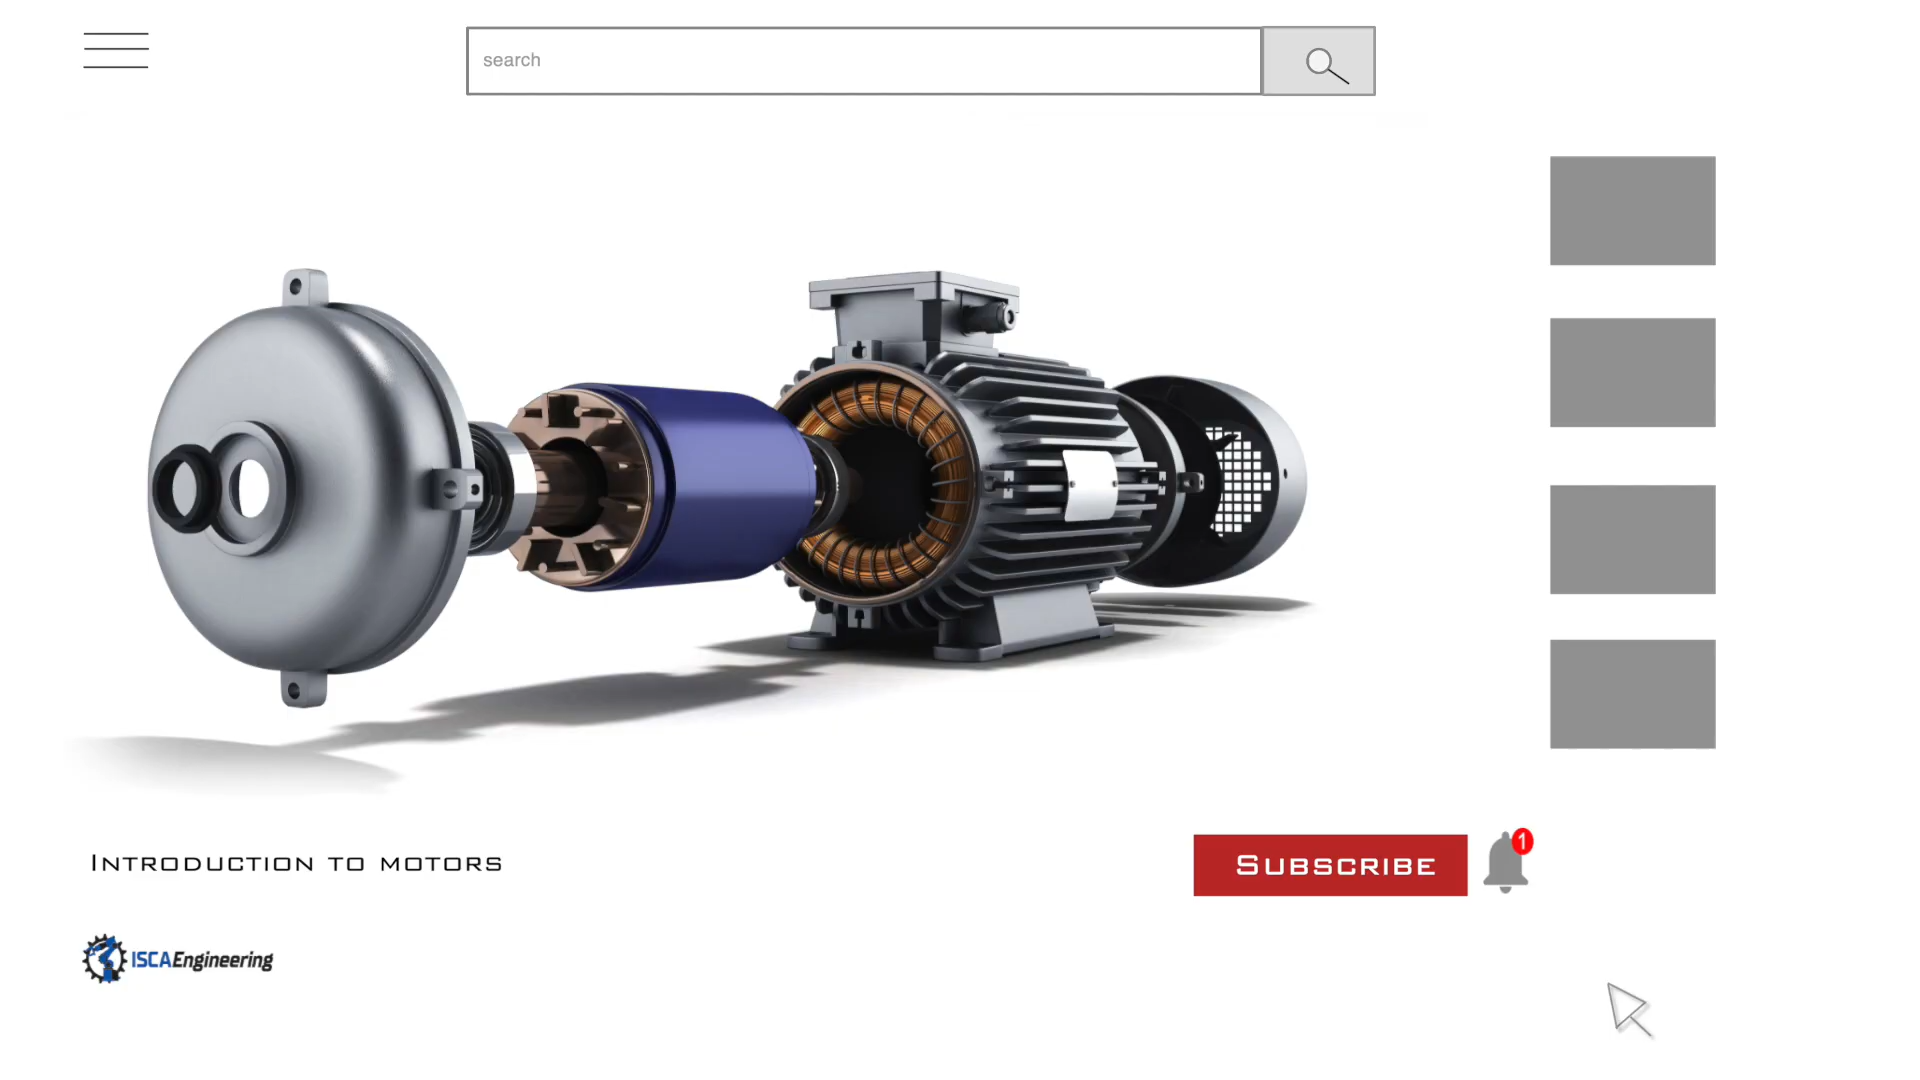 search
INTRODUCTION TO MOTORS
SUBSCRIBE
1
ISCAEngineering